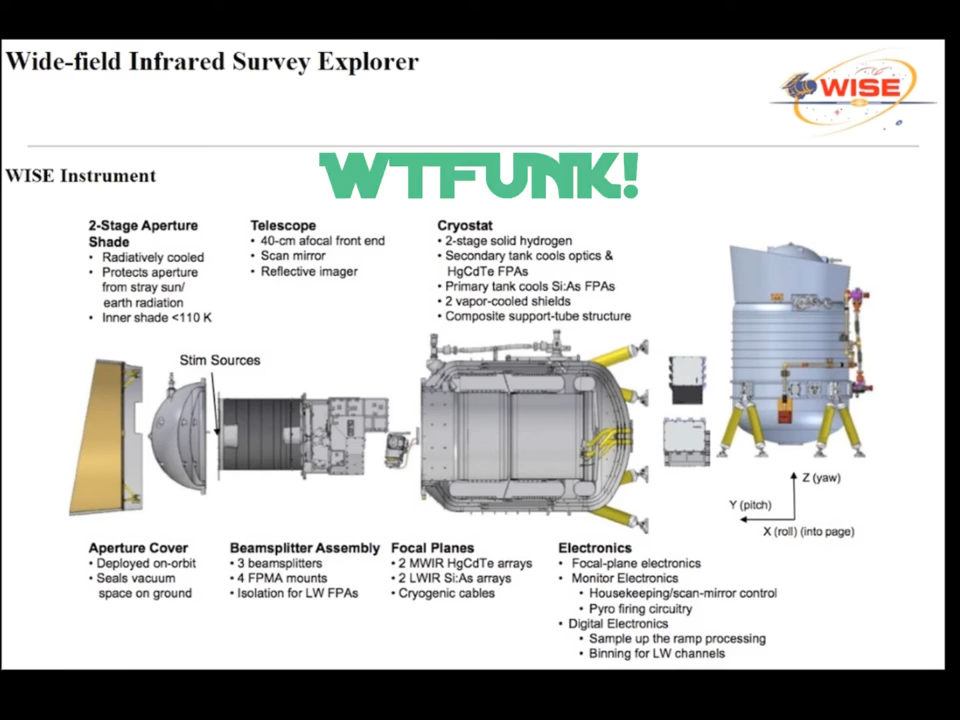 Wide-field Infrared Survey Explorer
WISE
WTFUNK!
WISE Instrument
2-Stage Aperture
Shade
• Radiatively cooled
• Protects aperture
from stray sun/
earth radiation
• Inner shade <110 K
Telescope
• 40-cm afocal front end
• Scan mirror
• Reflective imager
Cryostat
• 2-stage solid hydrogen
• Secondary tank cools optics &
HgCdTe FPAs
• Primary tank cools Si:As FPAs
• 2 vapor-cooled shields
• Composite support-tube structure
Stim Sources
Z (yaw)
Y (pitch)
X (roll) (into page)
Aperture Cover
• Deployed on-orbit
• Seals vacuum
space on ground
Beamsplitter Assembly
• 3 beamsplitters
• 4 FPMA mounts
• Isolation for LW FPAs
Focal Planes
• 2 MWIR HgCdTe arrays
• 2 LWIR Si:As arrays
• Cryogenic cables
Electronics
• Focal-plane electronics
• Monitor Electronics
• Housekeeping/scan-mirror control
• Pyro firing circuitry
• Digital Electronics
• Sample up the ramp processing
• Binning for LW channels